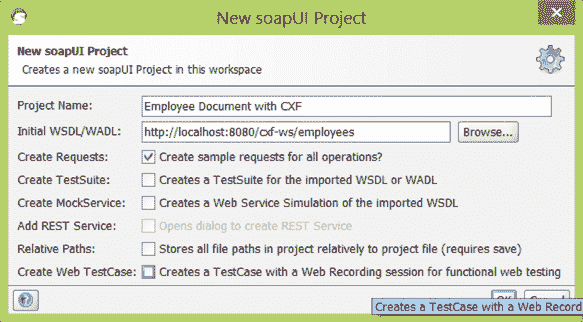 New soapUI Project
New soapUI Project
Creates a new soapUI Project in this workspace
Project Name: Employee Document with CXF
Initial WSDL/WADL: http://localhost:8080/cxf-ws/employees Browse...
Create Requests: Create sample requests for all operations?
Create TestSuite: Creates a TestSuite for the imported WSDL or WADL
Create MockService: Creates a Web Service Simulation of the imported WSDL
Add REST Service: Opens dialog to create REST Service
Relative Paths: Stores all file paths in project relatively to project file (requires save)
Create Web TestCase: Creates a TestCase with a Web Recording session for functional web testing
Creates a TestCase with a Web Record